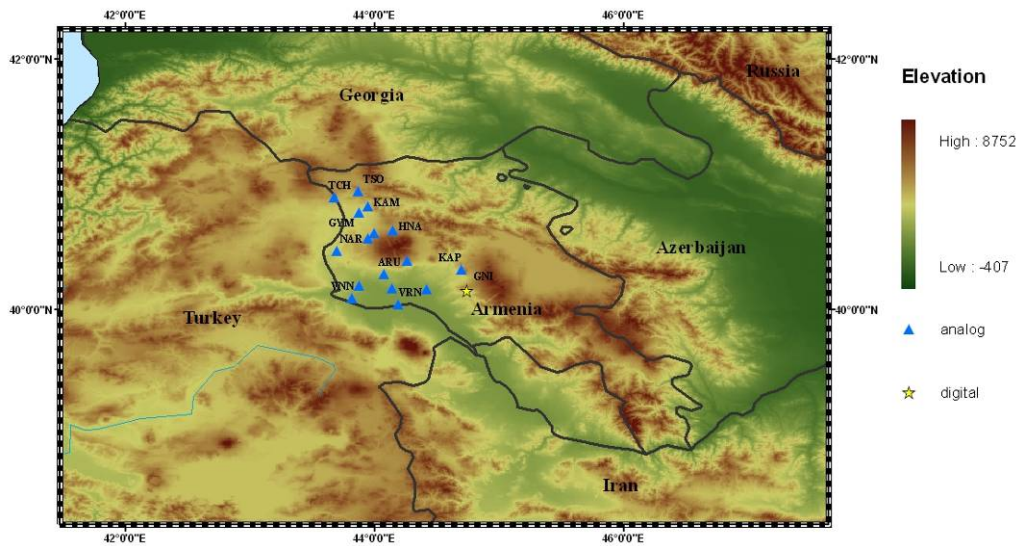 42°0'0"E 44°0'0"E 46°0'0"E
42°0'0"N 42°0'0"N
Russia
Georgia
TCH TSO
KAM
GYM
HNA
NAR
Azerbaijan
KAP
ARU
GNI
VRN
40°0'0"N 40°0'0"N
Armenia
Turkey
Iran
42°0'0"E 44°0'0"E 46°0'0"E
Elevation
High : 8752
Low : -407
analog
digital